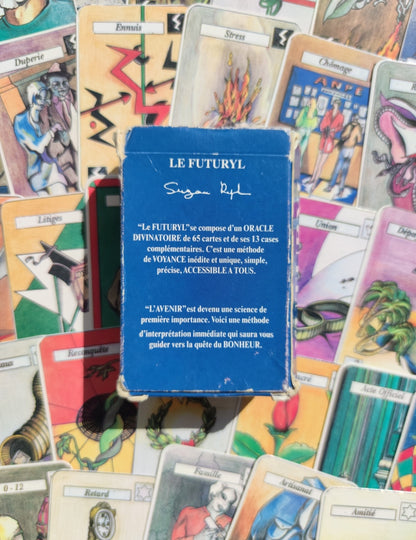 Duperie
Ennuis
Stress
Chômage
ANPE
LE FUTURYL
"Le FUTURYL"se compose d'un ORACLE
DIVINATOIRE de 65 cartes et de ses 13 cases
complémentaires. C'est une méthode
de VOYANCE inédite et unique, simple,
précise, ACCESSIBLE A TOUS.
"L'AVENIR"est devenu une science de
première importance. Voici une méthode
d'interprétation immédiate qui saura vous
guider vers la quête du BONHEUR.
Litiges
Union
Reconquête
Acte Officiel
0 - 12
Retard
Famille
Artisanat
Amitié